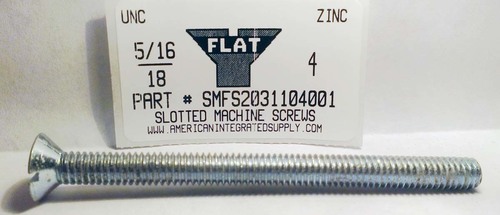 UNC ZINC
FLAT
5/16 4
18
PART # SMFS2031104001
SLOTTED MACHINE SCREWS
WWW.AMERICANINTEGRATEDSUPPLY.COM